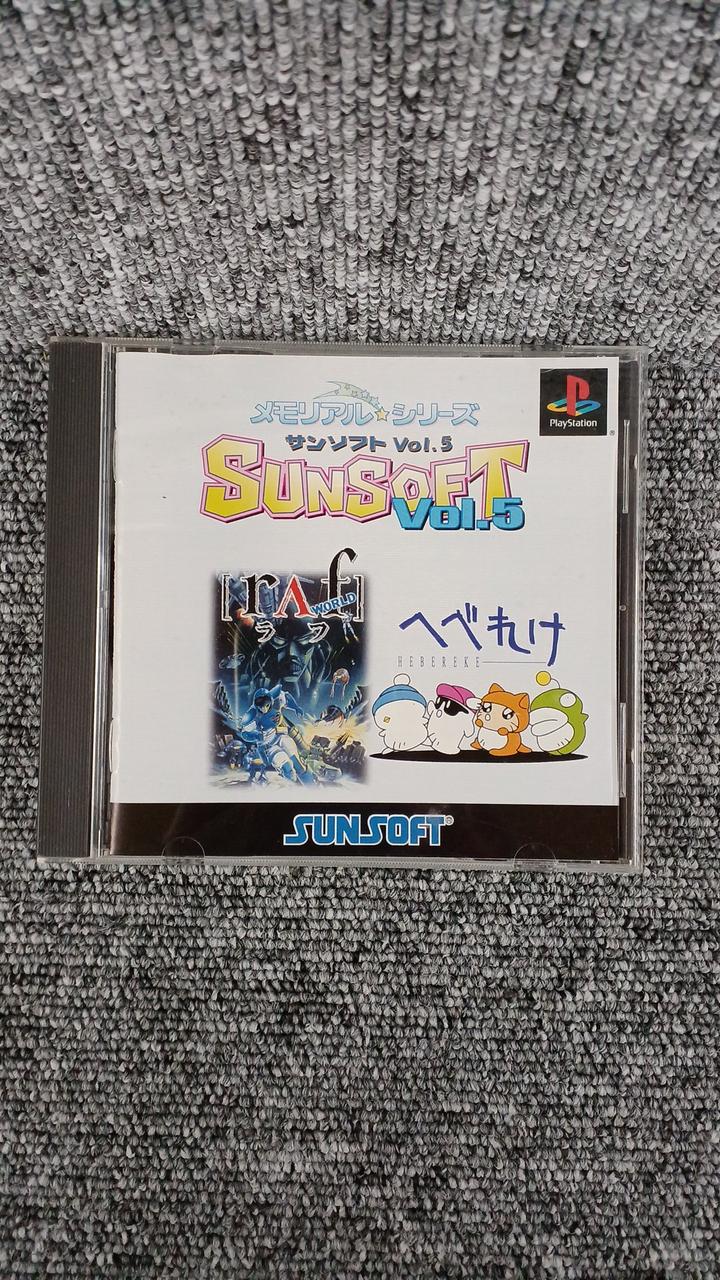 メモリアル☆シリーズ
PlayStation
®
サンソフト Vol.5
SUNSOFT
Vol.5
[rAf]
WORLD
ラフ
へべれけ
HEBEREKE
SUNSOFT®